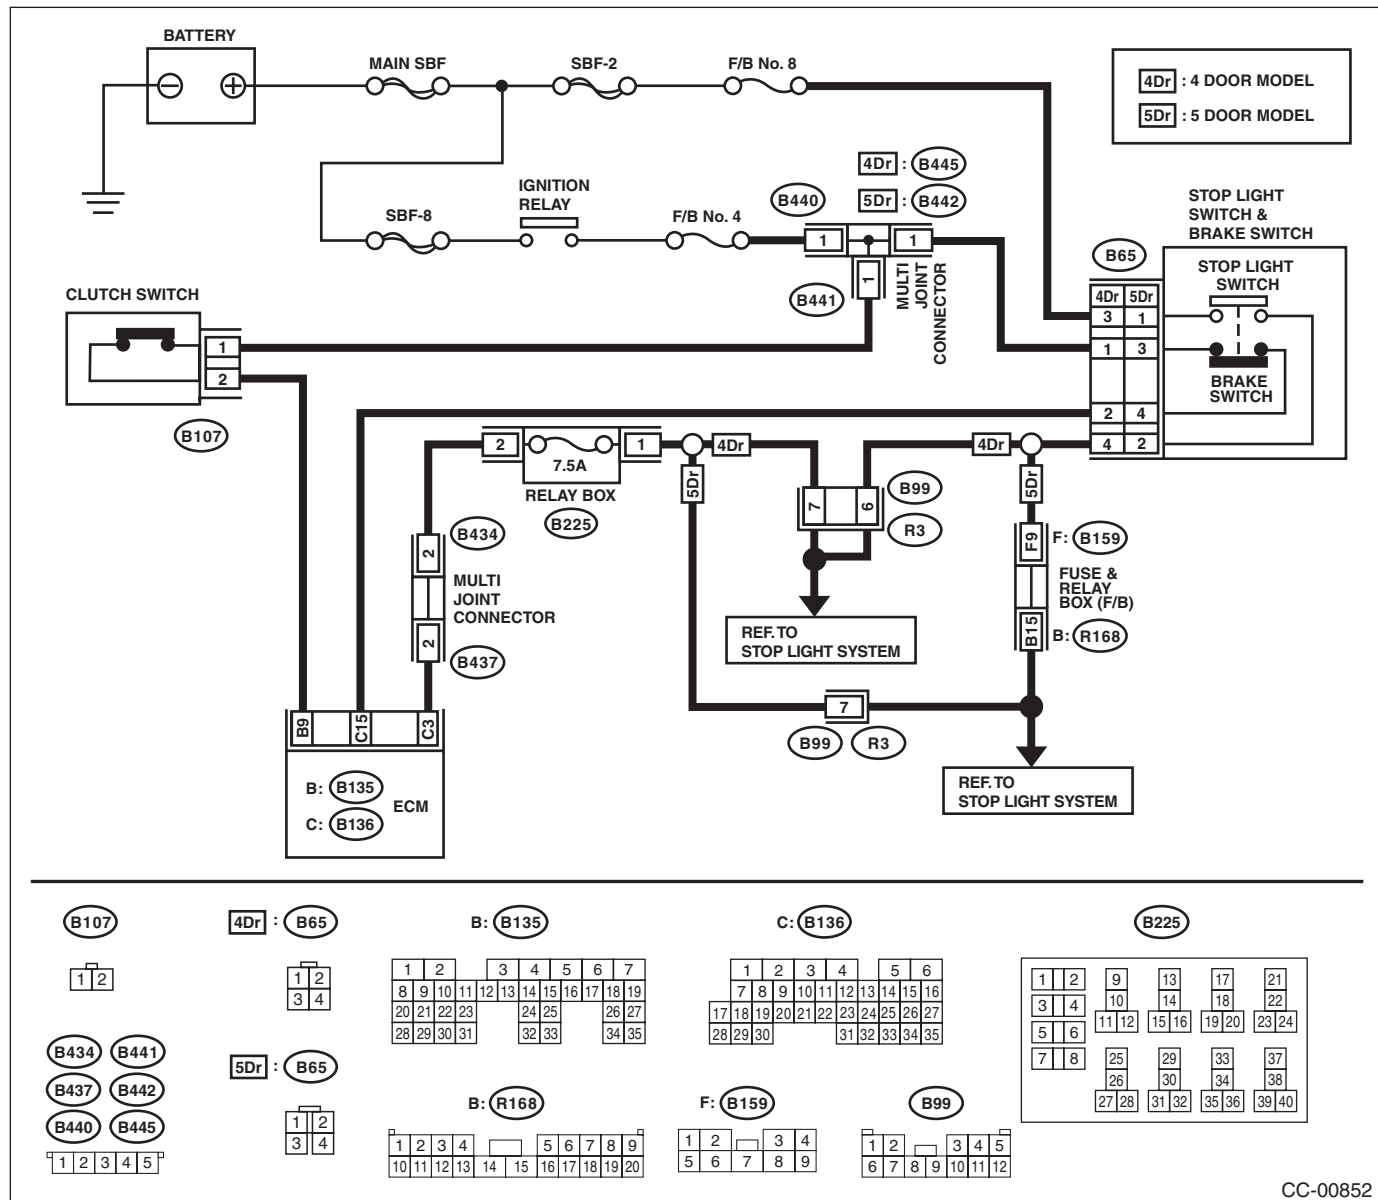 BATTERY
MAIN SBF
SBF-2
F/B No. 8
4Dr : 4 DOOR MODEL
5Dr : 5 DOOR MODEL
SBF-8
IGNITION
RELAY
F/B No. 4
B440
4Dr : B445
5Dr : B442
1
1
1
B441
MULTI
JOINT
CONNECTOR
STOP LIGHT
SWITCH &
BRAKE SWITCH
B65
4Dr 5Dr
3 1
1 3
2 4
4 2
STOP LIGHT
SWITCH
BRAKE
SWITCH
CLUTCH SWITCH
1
2
B107
2
7.5A
1
RELAY BOX
B225
4Dr
5Dr
4Dr
5Dr
7
6
B99
R3
B434
2
MULTI
JOINT
CONNECTOR
2
B437
F9
F: B159
FUSE &
RELAY
BOX (F/B)
B15
B: R168
REF. TO
STOP LIGHT SYSTEM
7
B99
R3
REF. TO
STOP LIGHT SYSTEM
B9
C15
C3
B: B135
C: B136
ECM
B107
1 2
4Dr : B65
1 2
3 4
B: B135
1 2 3 4 5 6 7
8 9 10 11 12 13 14 15 16 17 18 19
20 21 22 23 24 25 26 27
28 29 30 31 32 33 34 35
C: B136
1 2 3 4 5 6
7 8 9 10 11 12 13 14 15 16
17 18 19 20 21 22 23 24 25 26 27
28 29 30 31 32 33 34 35
B225
1 2
3 4
5 6
7 8
9
10
11 12
13
14
15 16
17
18
19 20
21
22
23 24
25
26
27 28
29
30
31 32
33
34
35 36
37
38
39 40
B434 B441
B437 B442
B440 B445
1 2 3 4 5
5Dr : B65
1 2
3 4
B: R168
1 2 3 4 5 6 7 8 9
10 11 12 13 14 15 16 17 18 19 20
F: B159
1 2 3 4
5 6 7 8 9
B99
1 2 3 4 5
6 7 8 9 10 11 12
CC-00852